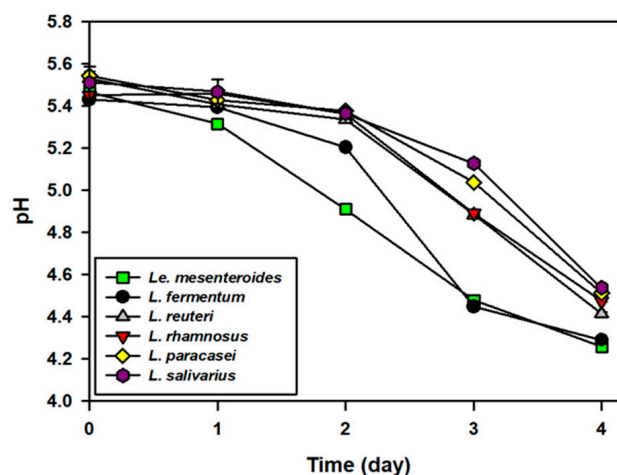 5.8
5.6
5.4
5.2
5.0
4.8
4.6
4.4
4.2
4.0
pH
Le. mesenteroides
L. fermentum
L. reuteri
L. rhamnosus
L. paracasei
L. salivarius
0 1 2 3 4
Time (day)